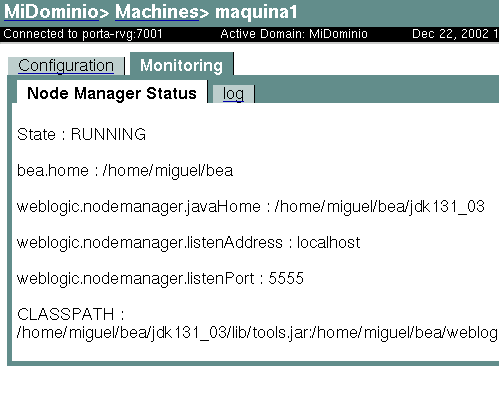 MiDominio> Machines> maquina1
Connected to porta-rvg:7001 Active Domain: MiDominio Dec 22, 2002 1
Configuration Monitoring
Node Manager Status log
State : RUNNING
bea.home : /home/miguel/bea
weblogic.nodemanager.javaHome : /home/miguel/bea/jdk131_03
weblogic.nodemanager.listenAddress : localhost
weblogic.nodemanager.listenPort : 5555
CLASSPATH :
/home/miguel/bea/jdk131_03/lib/tools.jar:/home/miguel/bea/weblog